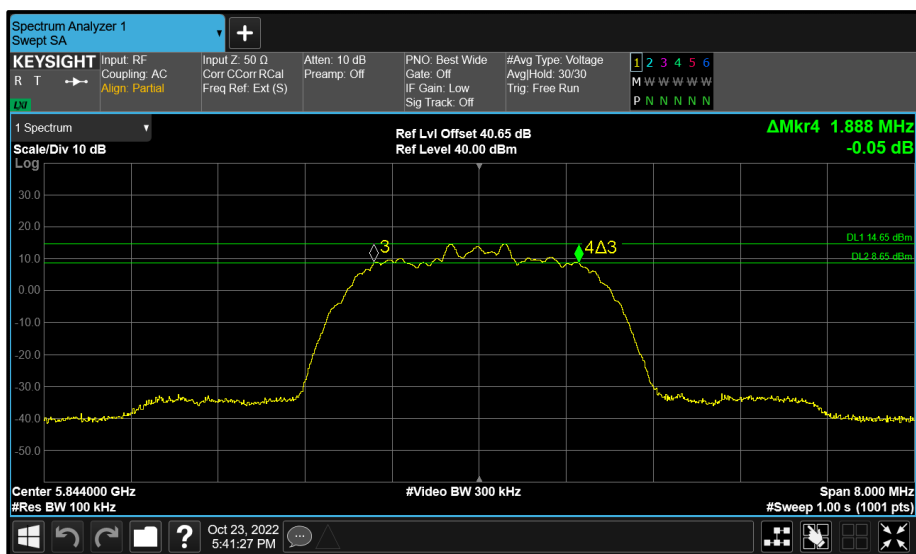 Spectrum Analyzer 1
Swept SA
+
KEYSIGHT
R T
LXI
Input: RF
Coupling: AC
Align: Partial
Input Z: 50 Ω
Corr CCorr RCal
Freq Ref: Ext (S)
Atten: 10 dB
Preamp: Off
PNO: Best Wide
Gate: Off
IF Gain: Low
Sig Track: Off
#Avg Type: Voltage
Avg|Hold: 30/30
Trig: Free Run
1 2 3 4 5 6
M W W W W W
P N N N N N
1 Spectrum
Scale/Div 10 dB
Log
Ref Lvl Offset 40.65 dB
Ref Level 40.00 dBm
ΔMkr4 1.888 MHz
-0.05 dB
30.0
20.0
10.0
0.00
-10.0
-20.0
-30.0
-40.0
-50.0
3
4Δ3
DL1 14.65 dBm
DL2 8.65 dBm
Center 5.844000 GHz
#Res BW 100 kHz
#Video BW 300 kHz
Span 8.000 MHz
#Sweep 1.00 s (1001 pts)
?
Oct 23, 2022
5:41:27 PM